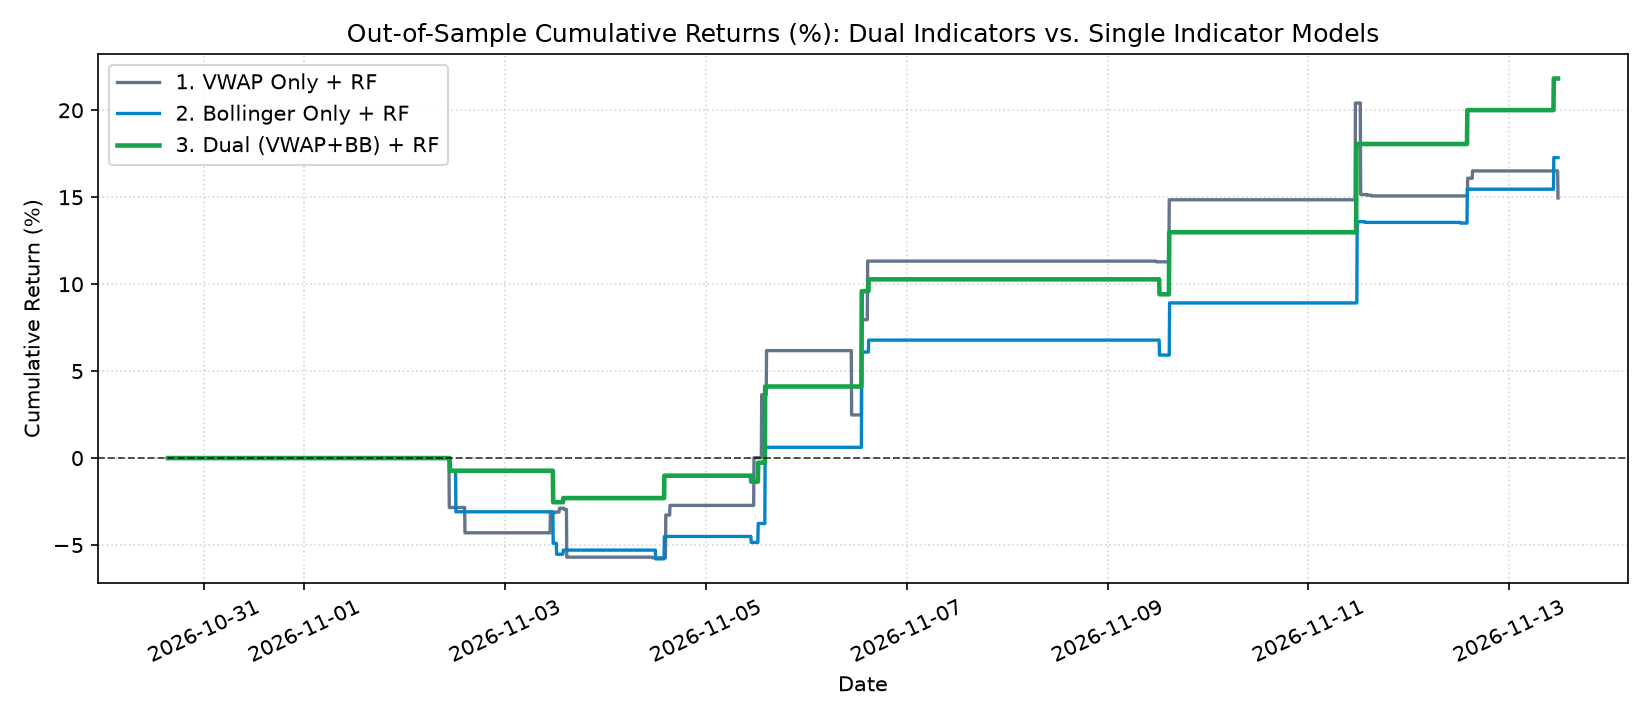 Out-of-Sample Cumulative Returns (%): Dual Indicators vs. Single Indicator Models
1. VWAP Only + RF
2. Bollinger Only + RF
3. Dual (VWAP+BB) + RF
Cumulative Return (%)
20
15
10
5
0
−5
2026-10-31
2026-11-01
2026-11-03
2026-11-05
2026-11-07
2026-11-09
2026-11-11
2026-11-13
Date